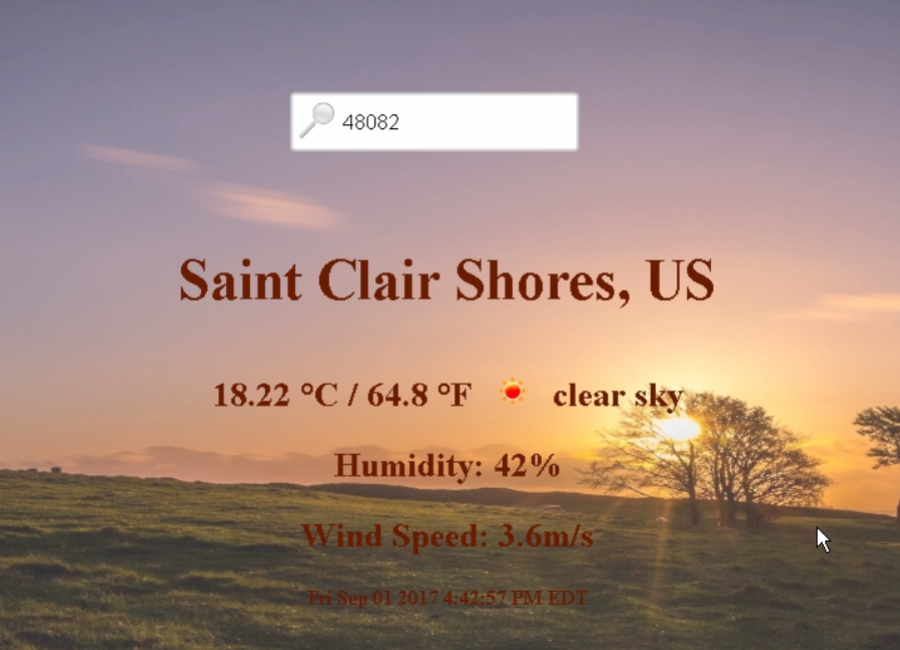 48082
Saint Clair Shores, US
18.22 °C / 64.8 °F clear sky
Humidity: 42%
Wind Speed: 3.6m/s
Fri Sep 01 2017 4:42:57 PM EDT